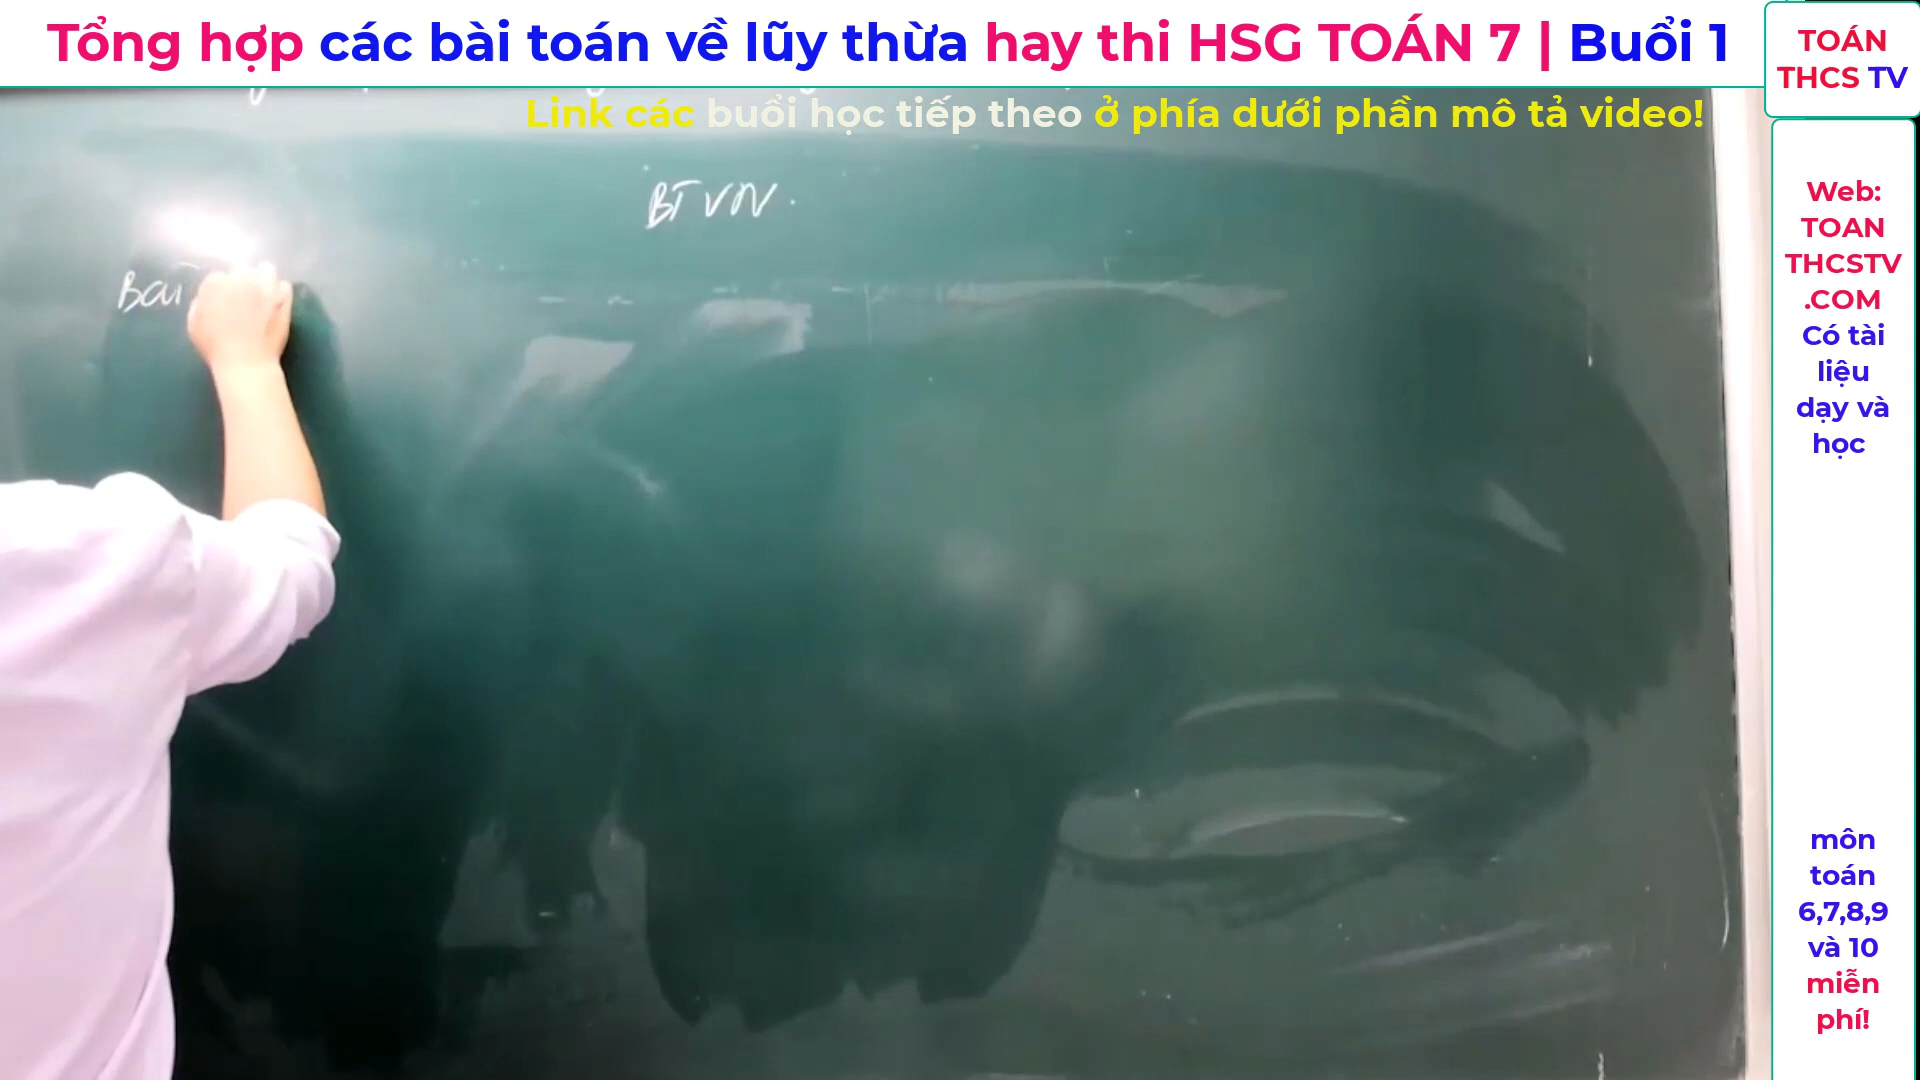 Tổng hợp các bài toán về lũy thừa hay thi HSG TOÁN 7 | Buổi 1
TOÁN
THCS TV
Link các buổi học tiếp theo ở phía dưới phần mô tả video!
BTVN.
Bài
Web:
TOAN
THCSTV
.COM
Có tài
liệu
dạy và
học
môn
toán
6,7,8,9
và 10
miễn
phí!